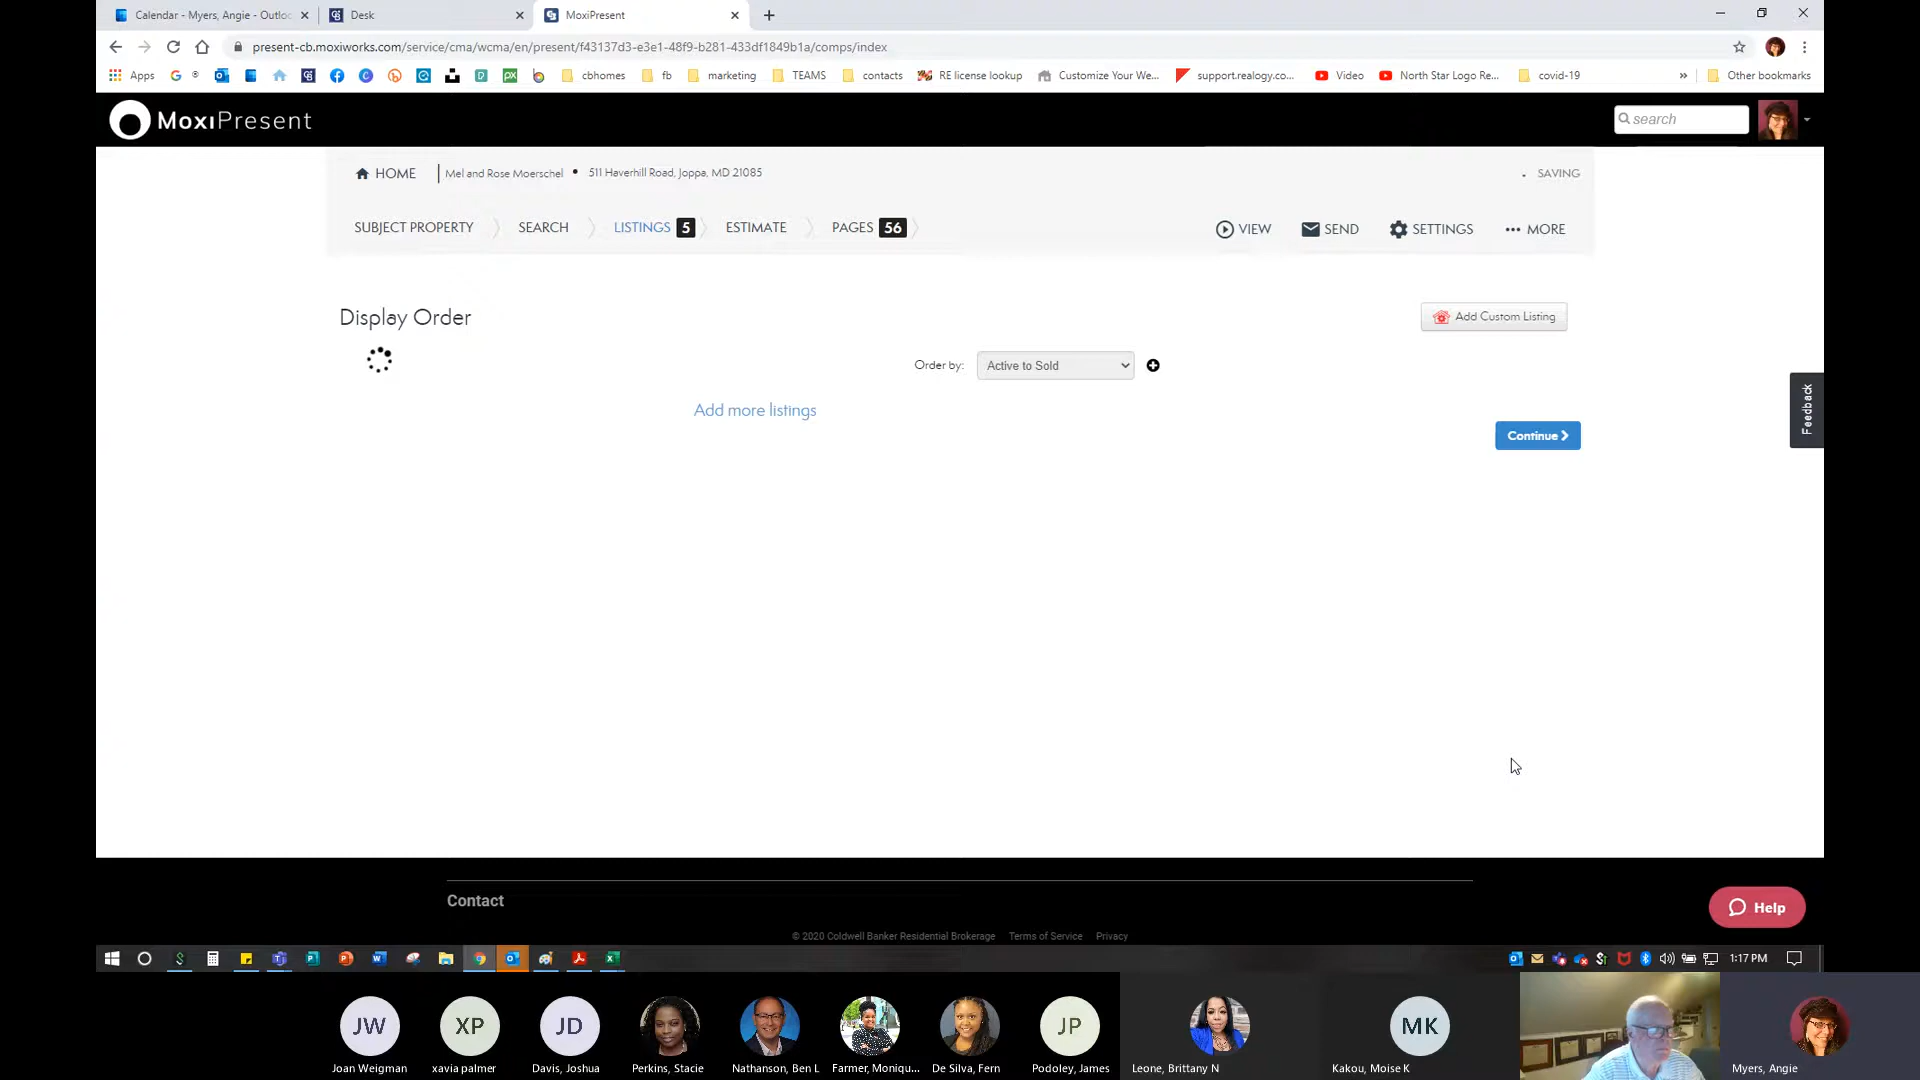 Calendar - Myers, Angie - Outloo
Desk
MoxiPresent
present-cb.moxiworks.com/service/cma/wcma/en/present/f43137d3-e3e1-48f9-b281-433df1849b1a/comps/index
Apps
cbhomes
fb
marketing
TEAMS
contacts
RE license lookup
Customize Your We...
support.realogy.co...
Video
North Star Logo Re...
covid-19
»
Other bookmarks
MoxiPresent
search
HOME
Mel and Rose Moerschel • 511 Haverhill Road, Joppa, MD 21085
SAVING
SUBJECT PROPERTY
SEARCH
LISTINGS 5
ESTIMATE
PAGES 56
VIEW
SEND
SETTINGS
MORE
Display Order
Add Custom Listing
Order by:
Active to Sold
Add more listings
Continue
Feedback
Contact
Help
© 2020 Coldwell Banker Residential Brokerage
Terms of Service
Privacy
1:17 PM
JW
XP
JD
JP
MK
Joan Weigman
xavia palmer
Davis, Joshua
Perkins, Stacie
Nathanson, Ben L
Farmer, Moniqu...
De Silva, Fern
Podoley, James
Leone, Brittany N
Kakou, Moise K
Myers, Angie